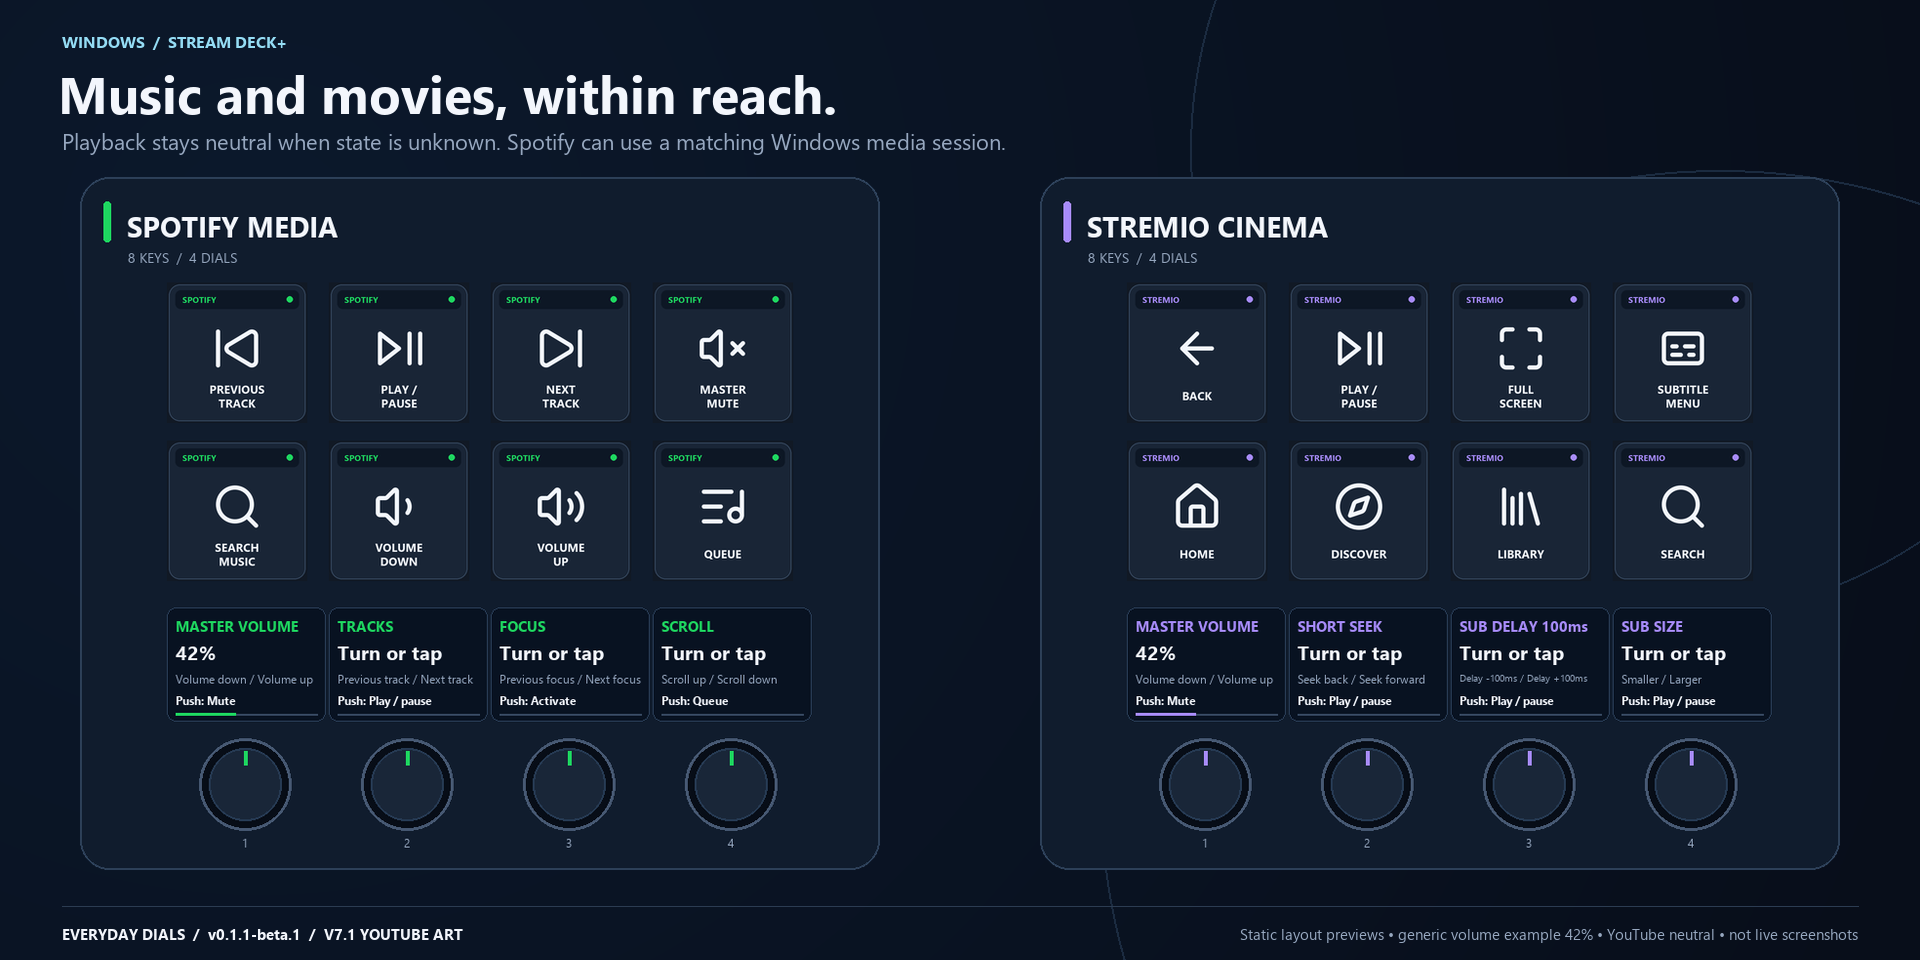 WINDOWS / STREAM DECK+
Music and movies, within reach.
Playback stays neutral when state is unknown. Spotify can use a matching Windows media session.
SPOTIFY MEDIA
8 KEYS / 4 DIALS
SPOTIFY
PREVIOUS
TRACK
SPOTIFY
PLAY /
PAUSE
SPOTIFY
NEXT
TRACK
SPOTIFY
MASTER
MUTE
SPOTIFY
SEARCH
MUSIC
SPOTIFY
VOLUME
DOWN
SPOTIFY
VOLUME
UP
SPOTIFY
QUEUE
MASTER VOLUME
42%
Volume down / Volume up
Push: Mute
TRACKS
Turn or tap
Previous track / Next track
Push: Play / pause
FOCUS
Turn or tap
Previous focus / Next focus
Push: Activate
SCROLL
Turn or tap
Scroll up / Scroll down
Push: Queue
1
2
3
4
STREMIO CINEMA
8 KEYS / 4 DIALS
STREMIO
BACK
STREMIO
PLAY /
PAUSE
STREMIO
FULL
SCREEN
STREMIO
SUBTITLE
MENU
STREMIO
HOME
STREMIO
DISCOVER
STREMIO
LIBRARY
STREMIO
SEARCH
MASTER VOLUME
42%
Volume down / Volume up
Push: Mute
SHORT SEEK
Turn or tap
Seek back / Seek forward
Push: Play / pause
SUB DELAY 100ms
Turn or tap
Delay -100ms / Delay +100ms
Push: Play / pause
SUB SIZE
Turn or tap
Smaller / Larger
Push: Play / pause
1
2
3
4
EVERYDAY DIALS / v0.1.1-beta.1 / V7.1 YOUTUBE ART
Static layout previews • generic volume example 42% • YouTube neutral • not live screenshots